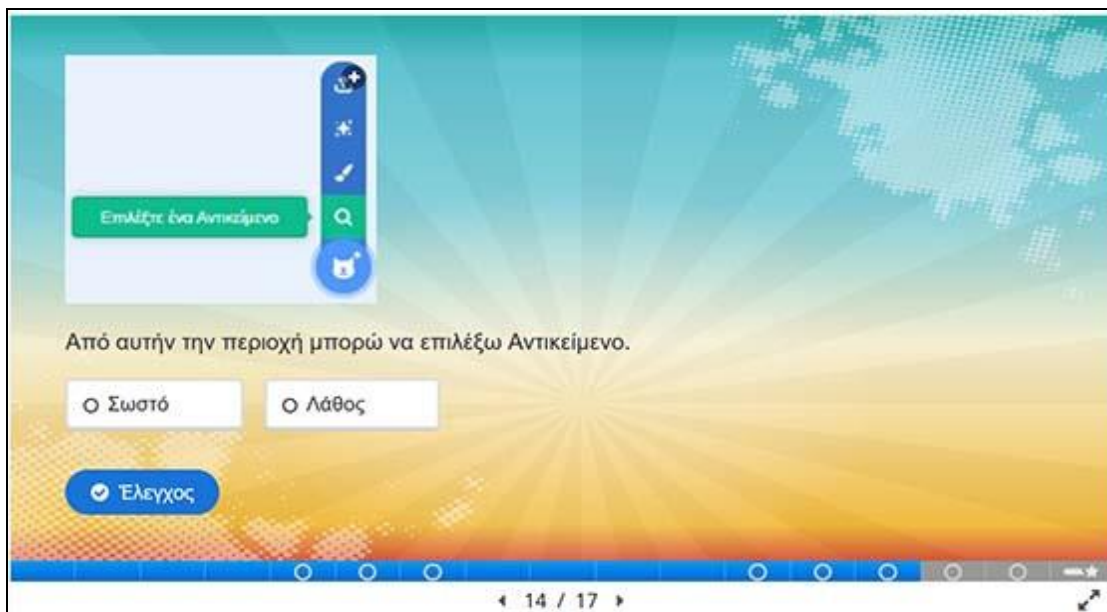 Επιλέξτε ένα Αντικείμενο
Από αυτήν την περιοχή μπορώ να επιλέξω Αντικείμενο.
Σωστό
Λάθος
Έλεγχος
14 / 17